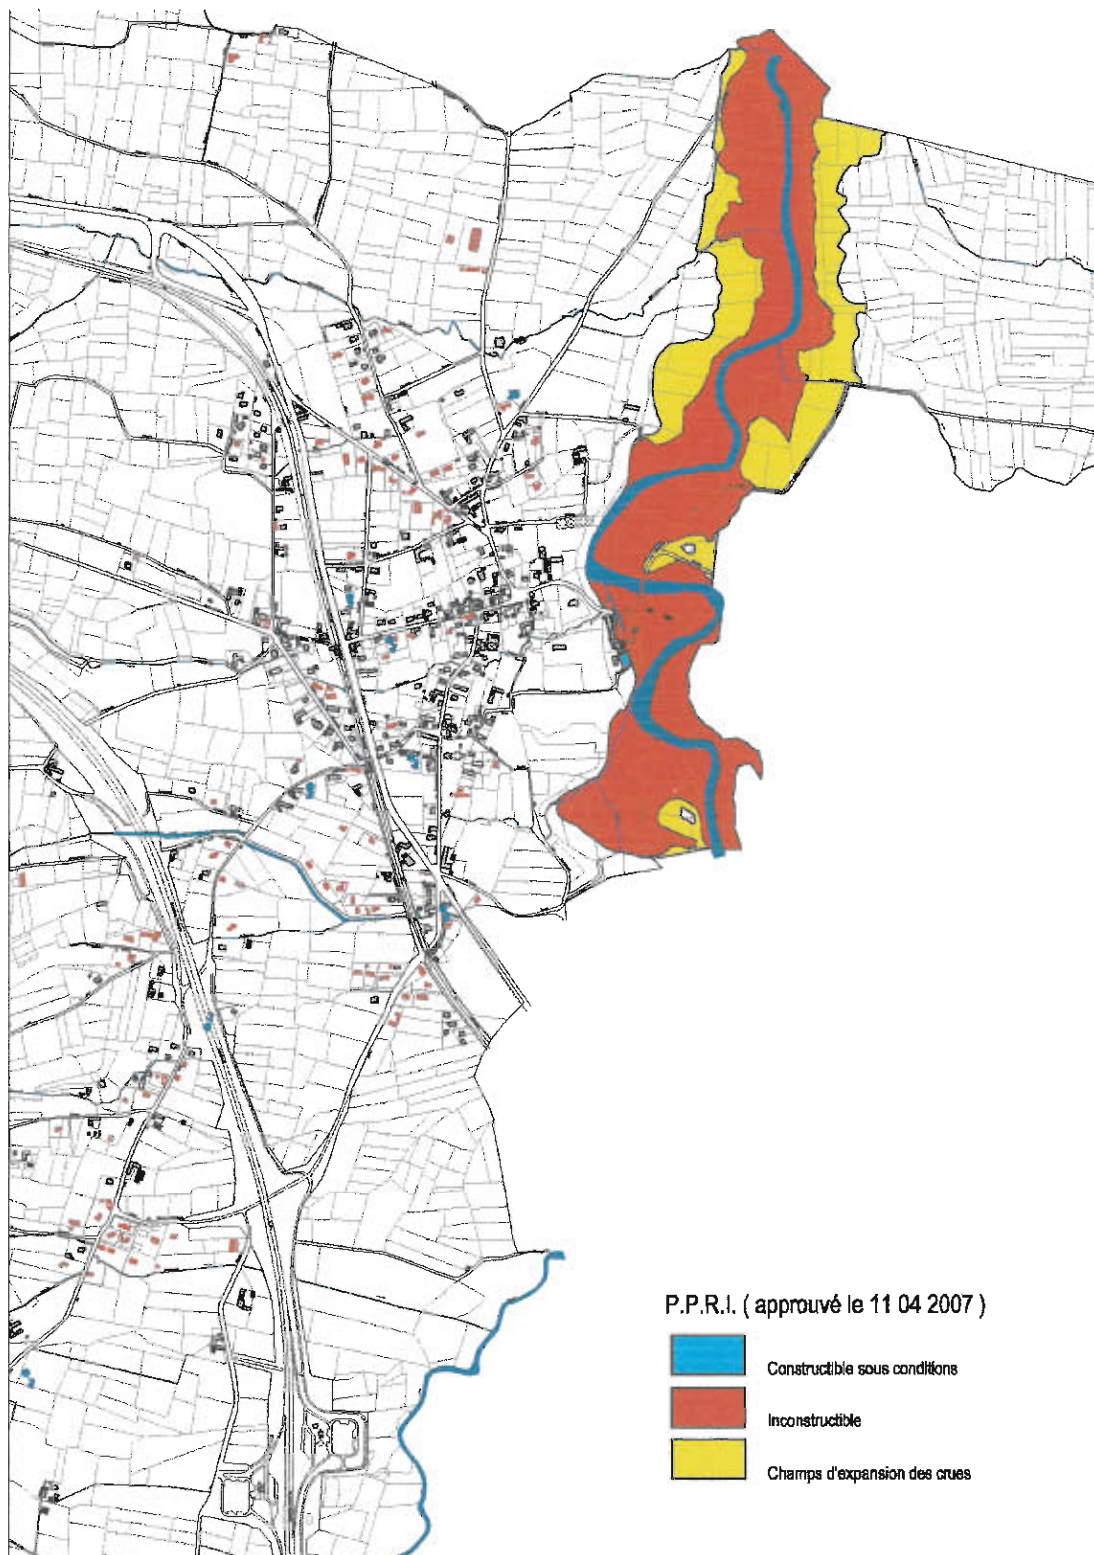 P.P.R.I. ( approuvé le 11 04 2007 )
Constructible sous conditions
Inconstructible
Champs d'expansion des crues